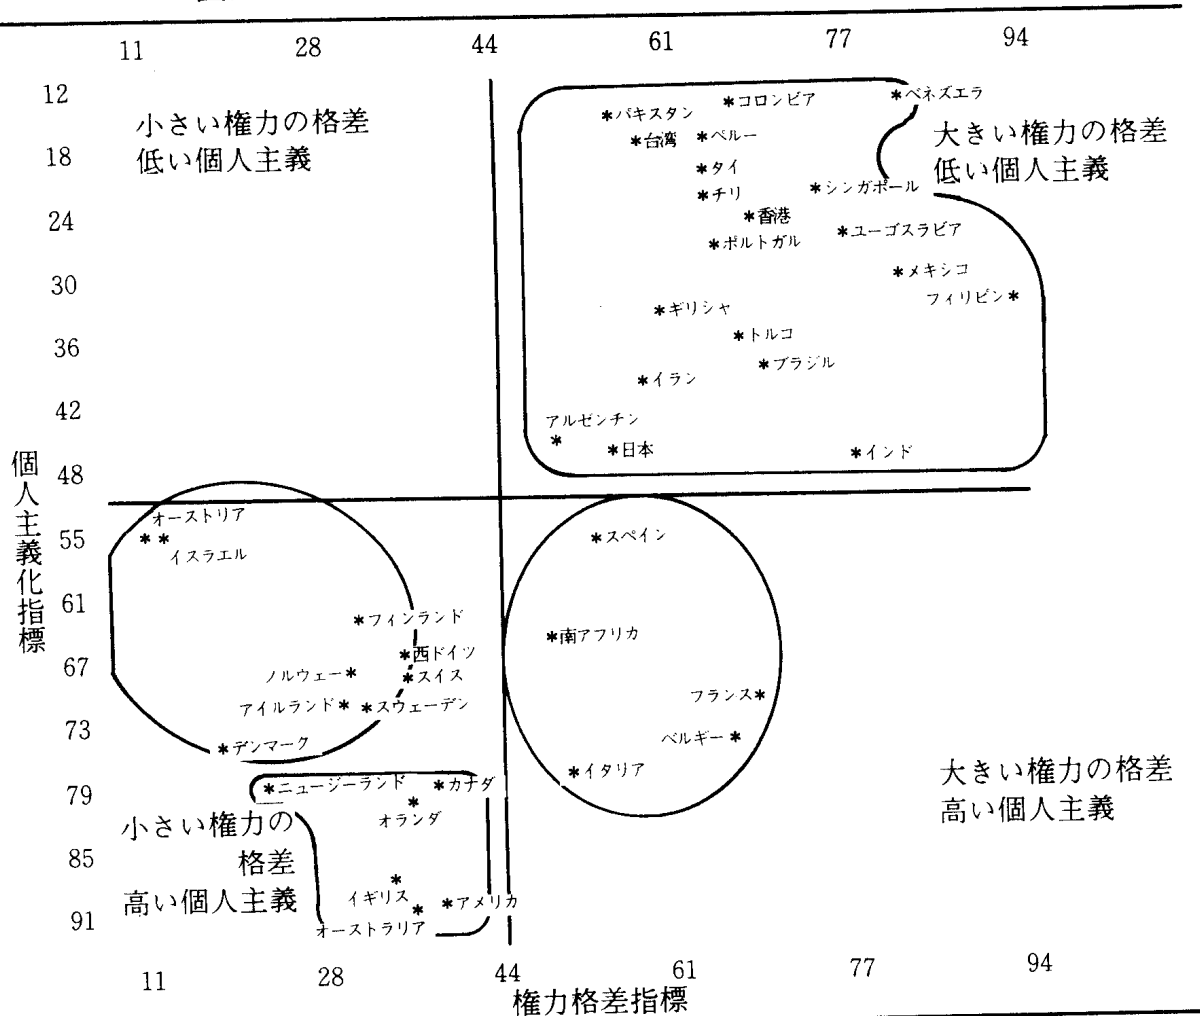 11 28 44 61 77 94
12
18
24
30
36
42
48
55
61
67
73
79
85
91
個人主義化指標
小さい権力の格差
低い個人主義
大きい権力の格差
低い個人主義
*パキスタン
*コロンビア
*ベネズエラ
*台湾
*ペルー
*タイ
*チリ
*シンガポール
*香港
*ポルトガル
*ユーゴスラビア
*メキシコ
フィリピン*
*ギリシャ
*トルコ
*ブラジル
*イラン
アルゼンチン
*
*日本
*インド
オーストリア
* *
イスラエル
*フィンランド
*西ドイツ
ノルウェー*
*スイス
アイルランド*
*スウェーデン
*デンマーク
*スペイン
*南アフリカ
フランス*
ベルギー*
*イタリア
大きい権力の格差
高い個人主義
*ニュージーランド
*カナダ
*
オランダ
小さい権力の
格差
高い個人主義
*
イギリス
*
*アメリカ
オーストラリア
11 28 44 61 77 94
権力格差指標